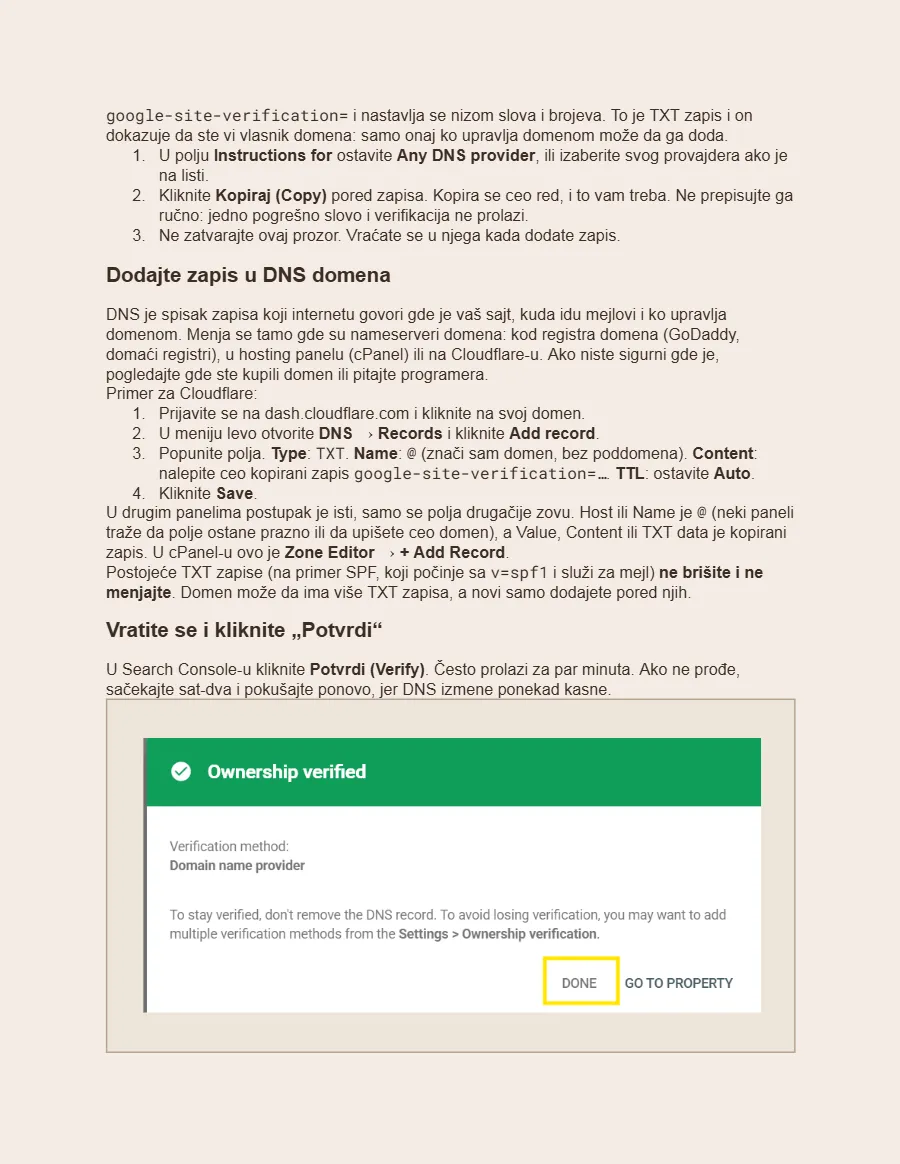 google-site-verification= i nastavlja se nizom slova i brojeva. To je TXT zapis i on
dokazuje da ste vi vlasnik domena: samo onaj ko upravlja domenom može da ga doda.
1. U polju Instructions for ostavite Any DNS provider, ili izaberite svog provajdera ako je
na listi.
2. Kliknite Kopiraj (Copy) pored zapisa. Kopira se ceo red, i to vam treba. Ne prepisujte ga
ručno: jedno pogrešno slovo i verifikacija ne prolazi.
3. Ne zatvarajte ovaj prozor. Vraćate se u njega kada dodate zapis.
Dodajte zapis u DNS domena
DNS je spisak zapisa koji internetu govori gde je vaš sajt, kuda idu mejlovi i ko upravlja
domenom. Menja se tamo gde su nameserveri domena: kod registra domena (GoDaddy,
domaći registri), u hosting panelu (cPanel) ili na Cloudflare-u. Ako niste sigurni gde je,
pogledajte gde ste kupili domen ili pitajte programera.
Primer za Cloudflare:
1. Prijavite se na dash.cloudflare.com i kliknite na svoj domen.
2. U meniju levo otvorite DNS › Records i kliknite Add record.
3. Popunite polja. Type: TXT. Name: @ (znači sam domen, bez poddomena). Content:
nalepite ceo kopirani zapis google-site-verification=…. TTL: ostavite Auto.
4. Kliknite Save.
U drugim panelima postupak je isti, samo se polja drugačije zovu. Host ili Name je @ (neki paneli
traže da polje ostane prazno ili da upišete ceo domen), a Value, Content ili TXT data je kopirani
zapis. U cPanel-u ovo je Zone Editor › + Add Record.
Postojeće TXT zapise (na primer SPF, koji počinje sa v=spf1 i služi za mejl) ne brišite i ne
menjajte. Domen može da ima više TXT zapisa, a novi samo dodajete pored njih.
Vratite se i kliknite „Potvrdi“
U Search Console-u kliknite Potvrdi (Verify). Često prolazi za par minuta. Ako ne prođe,
sačekajte sat-dva i pokušajte ponovo, jer DNS izmene ponekad kasne.
Ownership verified
Verification method:
Domain name provider
To stay verified, don't remove the DNS record. To avoid losing verification, you may want to add
multiple verification methods from the Settings > Ownership verification.
DONE GO TO PROPERTY